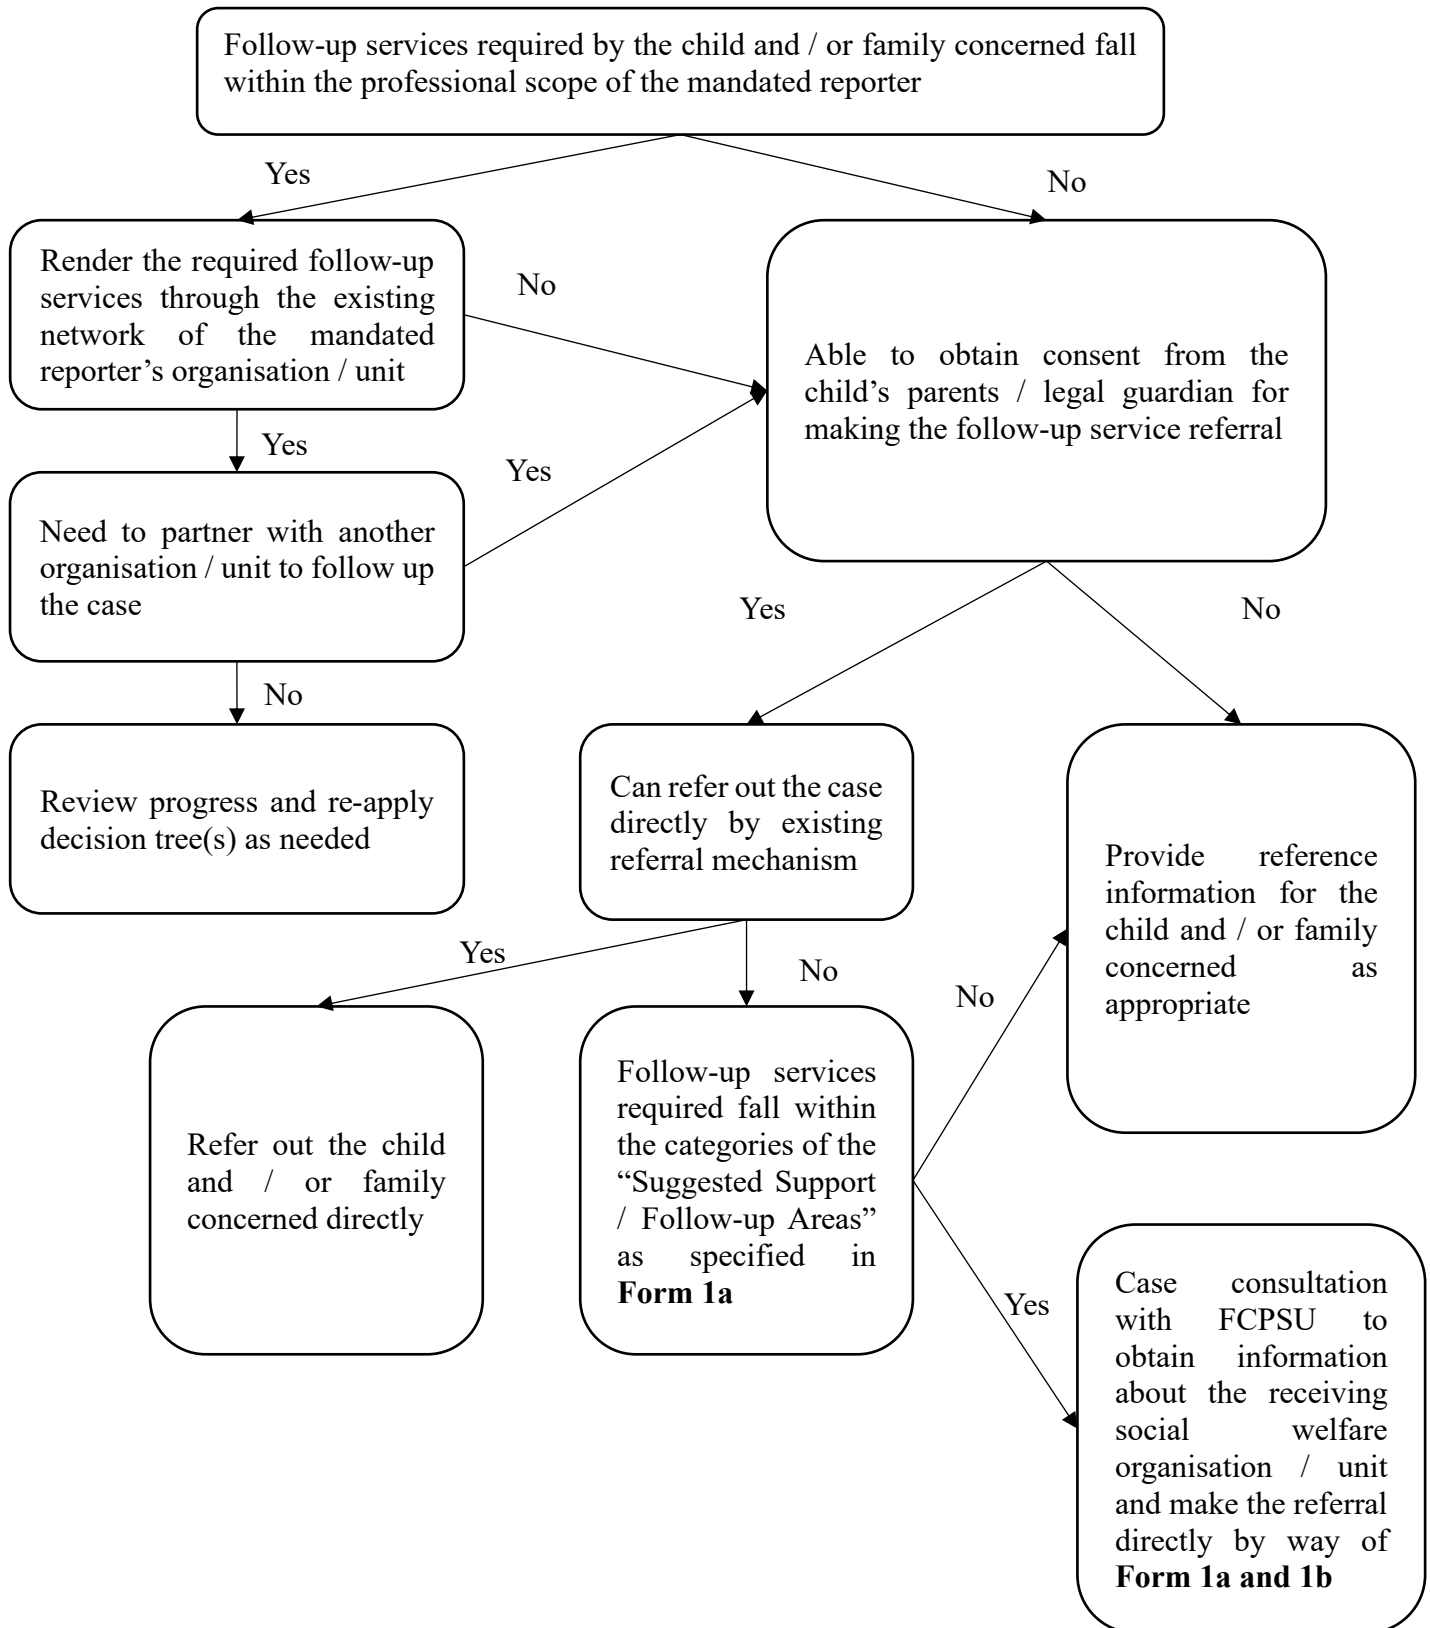 Follow-up services required by the child and / or family concerned fall
within the professional scope of the mandated reporter
Yes
No
Render the required follow-up
services through the existing
network of the mandated
reporter’s organisation / unit
No
Able to obtain consent from the
child’s parents / legal guardian for
making the follow-up service referral
Yes
Need to partner with another
organisation / unit to follow up
the case
Yes
Yes
No
No
Review progress and re-apply
decision tree(s) as needed
Can refer out the case
directly by existing
referral mechanism
Provide reference
information for the
child and / or family
concerned as
appropriate
Yes
No
No
Refer out the child
and / or family
concerned directly
Follow-up services
required fall within
the categories of the
“Suggested Support
/ Follow-up Areas”
as specified in
Form 1a
Yes
Case consultation
with FCPSU to
obtain information
about the receiving
social welfare
organisation / unit
and make the referral
directly by way of
Form 1a and 1b